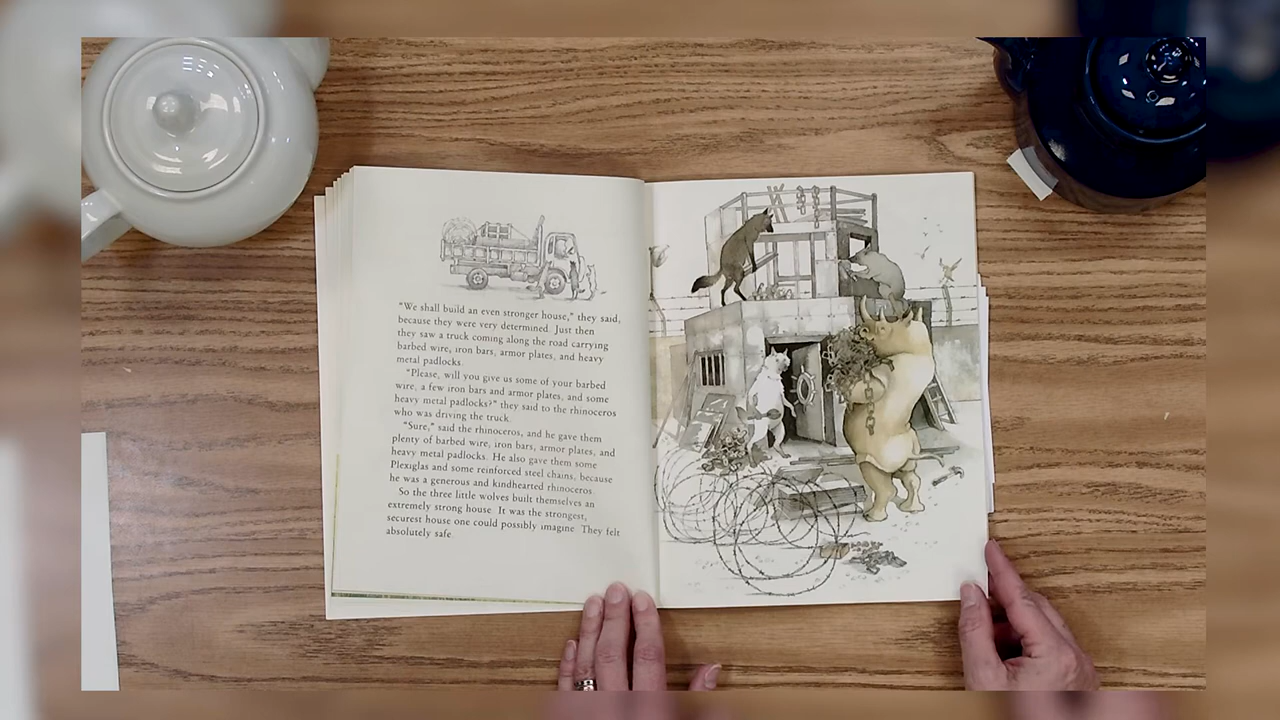 "We shall build an even stronger house," they said,
because they were very determined. Just then
they saw a truck coming along the road carrying
barbed wire, iron bars, armor plates, and heavy
metal padlocks.
"Please, will you give us some of your barbed
wire, a few iron bars and armor plates, and some
heavy metal padlocks?" they said to the rhinoceros
who was driving the truck.
"Sure," said the rhinoceros, and he gave them
plenty of barbed wire, iron bars, armor plates, and
heavy metal padlocks. He also gave them some
Plexiglas and some reinforced steel chains, because
he was a generous and kindhearted rhinoceros.
So the three little wolves built themselves an
extremely strong house. It was the strongest,
securest house one could possibly imagine. They felt
absolutely safe.